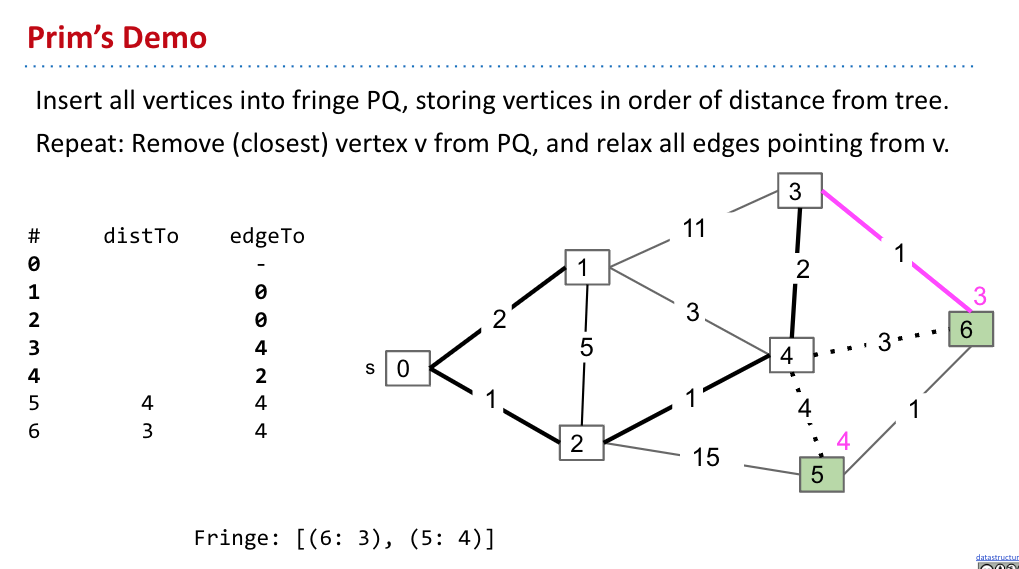 Prim's Demo
Insert all vertices into fringe PQ, storing vertices in order of distance from tree.
Repeat: Remove (closest) vertex v from PQ, and relax all edges pointing from v.
# distTo edgeTo
0 -
1 0
2 0
3 4
4 2
5 4 4
6 3 4
3
11
1
1
2
3
2
3
6
5
4
3
s
0
1
1
4
1
2
4
15
5
Fringe: [(6: 3), (5: 4)]
datastructur